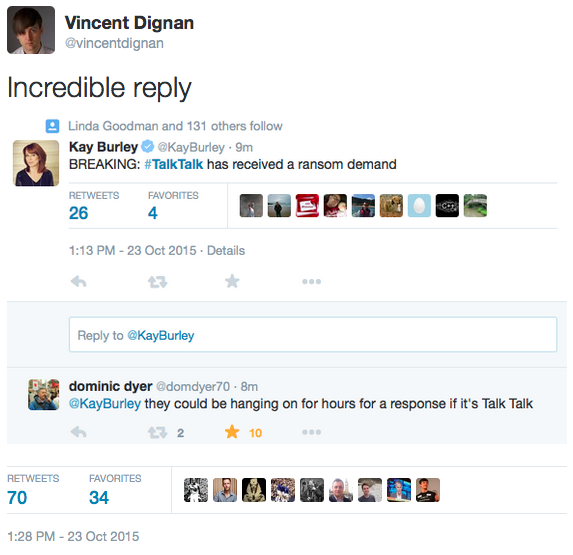 Vincent Dignan
@vincentdignan
Incredible reply
Linda Goodman and 131 others follow
Kay Burley @KayBurley · 9m
BREAKING: #TalkTalk has received a ransom demand
RETWEETS FAVORITES
26 4
1:13 PM - 23 Oct 2015 · Details
Reply to @KayBurley
dominic dyer @domdyer70 · 8m
@KayBurley they could be hanging on for hours for a response if it's Talk Talk
2 10
RETWEETS FAVORITES
70 34
1:28 PM - 23 Oct 2015